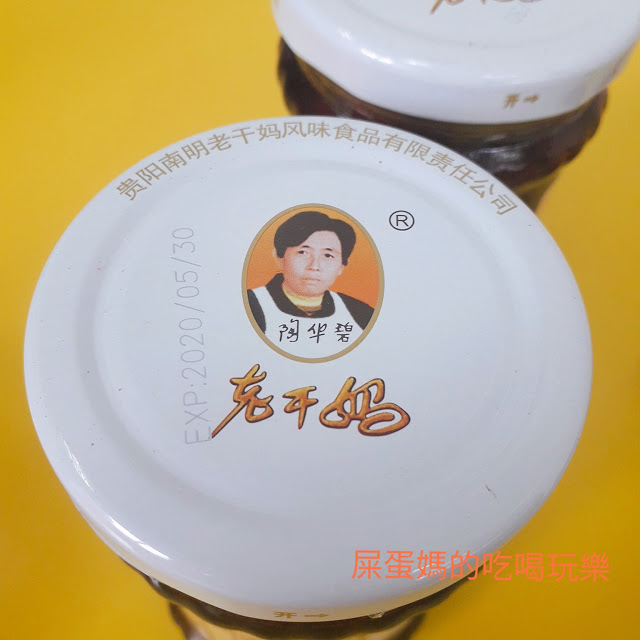 贵阳南明老干妈风味食品有限责任公司
®
陶华碧
EXP:2020/05/30
老干妈
屎蛋媽的吃喝玩樂